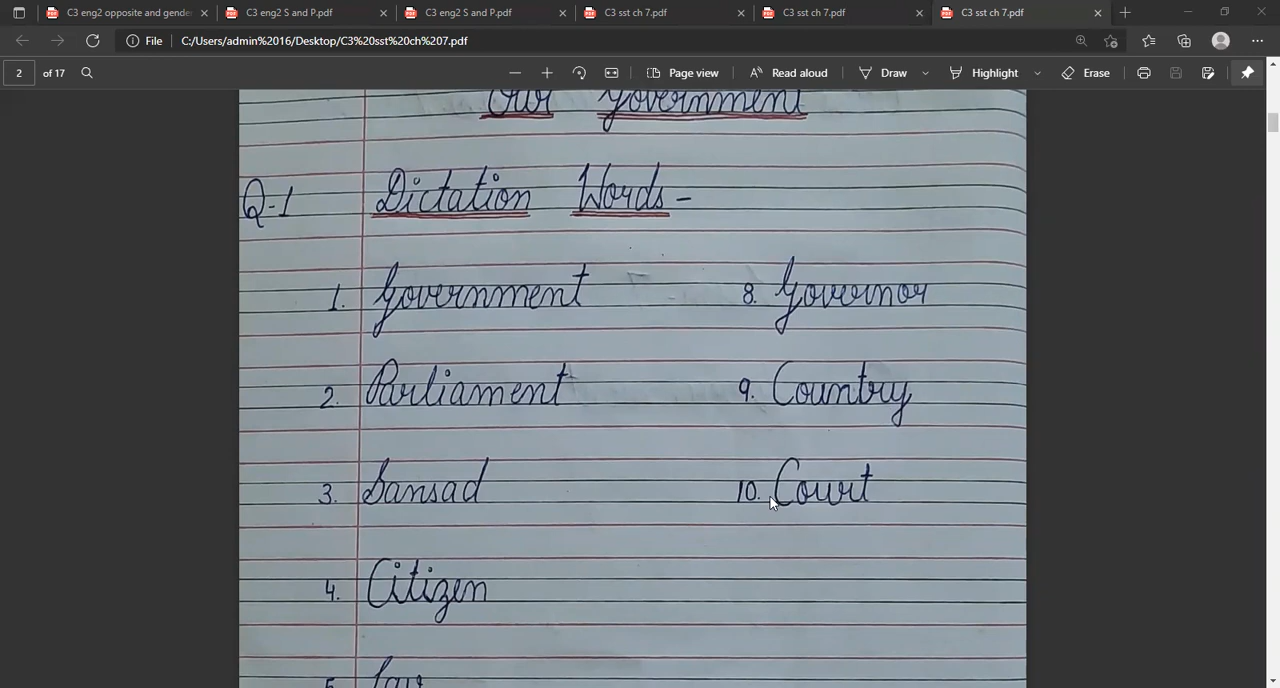 C3 eng2 opposite and gende
C3 eng2 S and P.pdf
C3 eng2 S and P.pdf
C3 sst ch 7.pdf
C3 sst ch 7.pdf
C3 sst ch 7.pdf
File
C:/Users/admin%2016/Desktop/C3%20sst%20ch%207.pdf
2 of 17
Page view
Read aloud
Draw
Highlight
Erase
Our Government
Q-1 Dictation Words-
1. Government 8. Governor
2. Parliament 9. Country
3. Sansad 10. Court
4. Citizen
5. Law